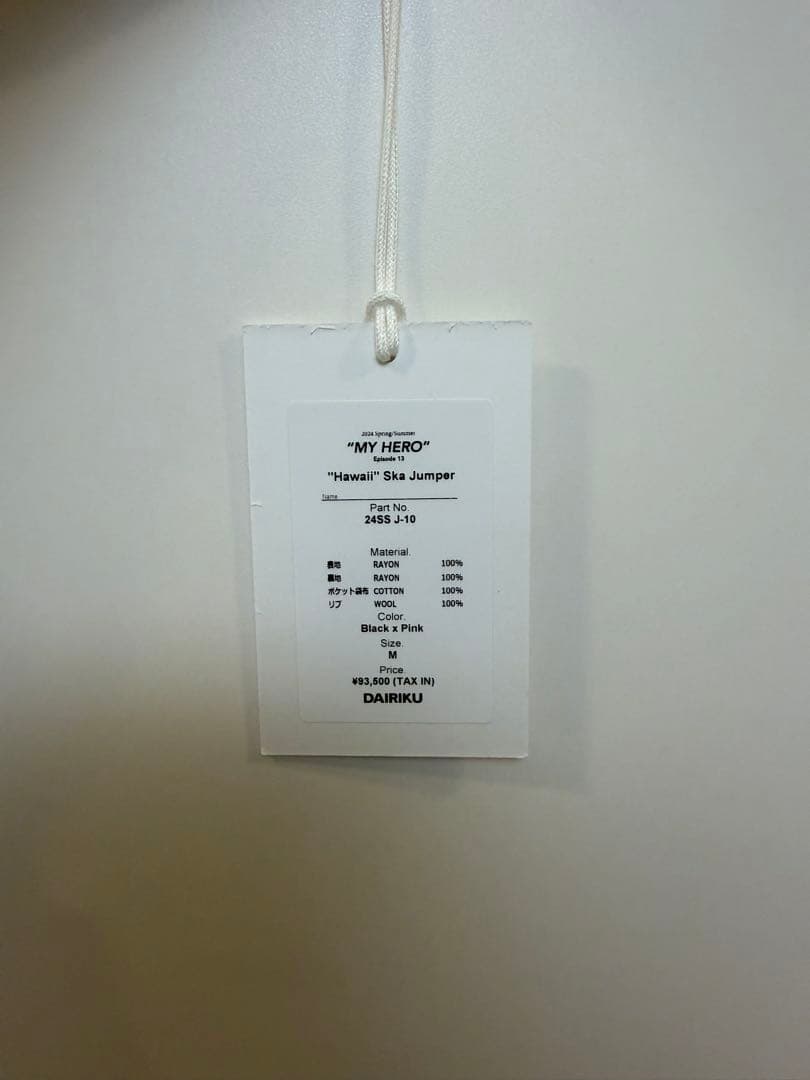 2024 Spring/Summer
"MY HERO"
Episode 13
"Hawaii" Ska Jumper
Name
Part No.
24SS J-10
Material.
表地 RAYON 100%
裏地 RAYON 100%
ポケット袋布 COTTON 100%
リブ WOOL 100%
Color.
Black x Pink
Size.
M
Price
¥93,500 (TAX IN)
DAIRIKU